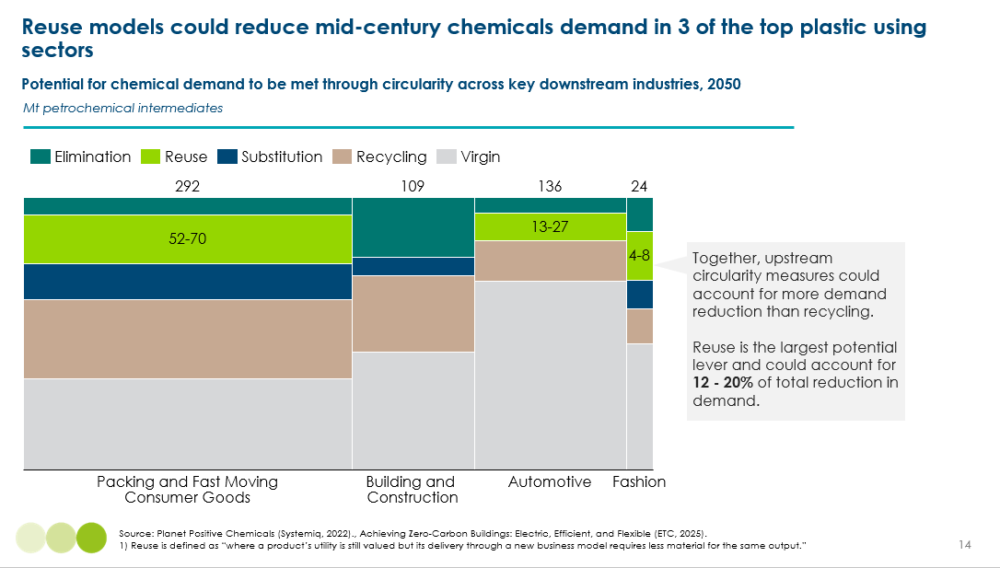 Reuse models could reduce mid-century chemicals demand in 3 of the top plastic using
sectors
Potential for chemical demand to be met through circularity across key downstream industries, 2050
Mt petrochemical intermediates
Elimination Reuse Substitution Recycling Virgin
292 109 136 24
52-70
13-27
4-8
Together, upstream
circularity measures could
account for more demand
reduction than recycling.
Reuse is the largest potential
lever and could account for
12 - 20% of total reduction in
demand.
Packing and Fast Moving
Consumer Goods
Building and
Construction
Automotive
Fashion
Source: Planet Positive Chemicals (Systemiq, 2022)., Achieving Zero-Carbon Buildings: Electric, Efficient, and Flexible (ETC, 2025).
1) Reuse is defined as “where a product’s utility is still valued but its delivery through a new business model requires less material for the same output.”
14